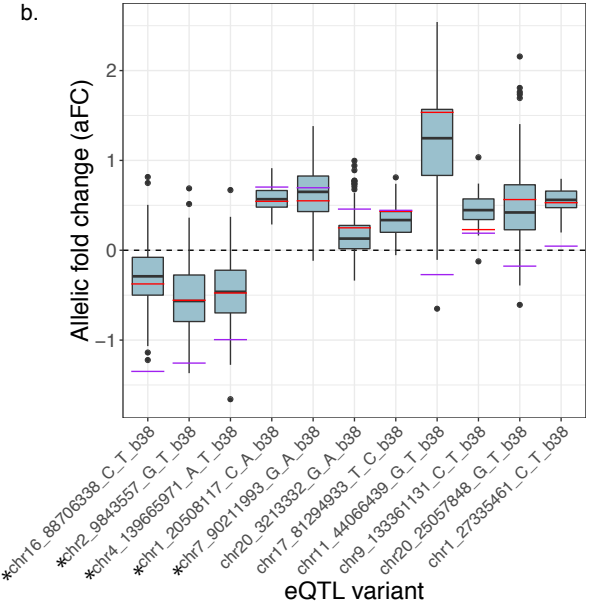 b.
Allelic fold change (aFC)
2
1
0
−1
*chr16_88706338_C_T_b38
*chr2_9843557_G_T_b38
*chr4_139665971_A_T_b38
*chr1_20508117_C_A_b38
*chr7_90211993_G_A_b38
chr20_3213332_G_A_b38
chr17_81294933_T_C_b38
chr11_44066439_G_T_b38
chr9_133361131_C_T_b38
chr20_25057848_G_T_b38
chr1_27335461_C_T_b38
eQTL variant